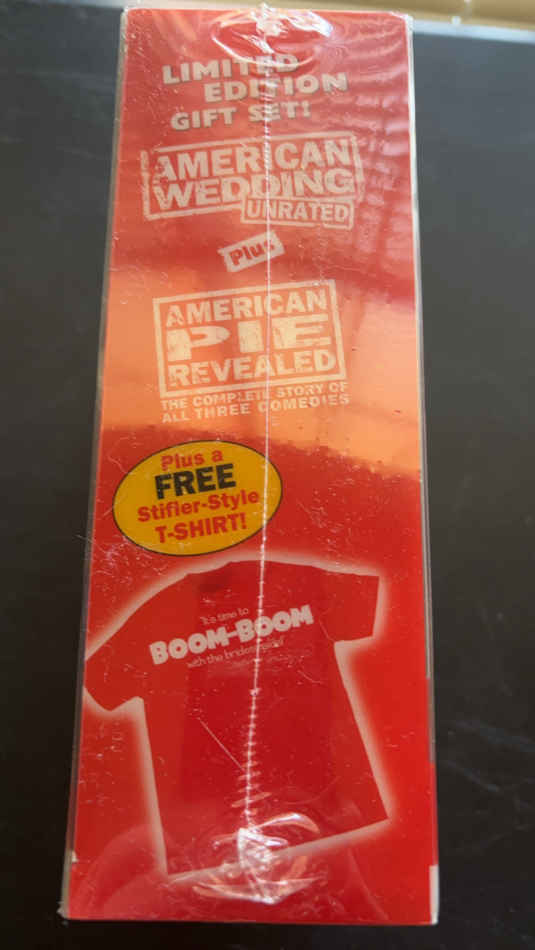 LIMITED
EDITION
GIFT SET!
AMERICAN
WEDDING
UNRATED
Plus
AMERICAN
PIE
REVEALED
THE COMPLETE STORY OF
ALL THREE COMEDIES
Plus a
FREE
Stifler-Style
T-SHIRT!
It's time to
BOOM-BOOM
with the bridesmaids!